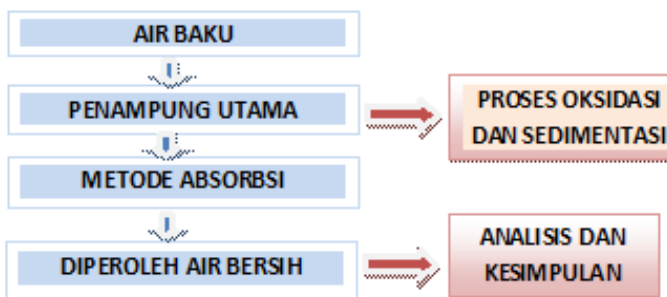 AIR BAKU
PENAMPUNG UTAMA
PROSES OKSIDASI
DAN SEDIMENTASI
METODE ABSORBSI
DIPEROLEH AIR BERSIH
ANALISIS DAN
KESIMPULAN